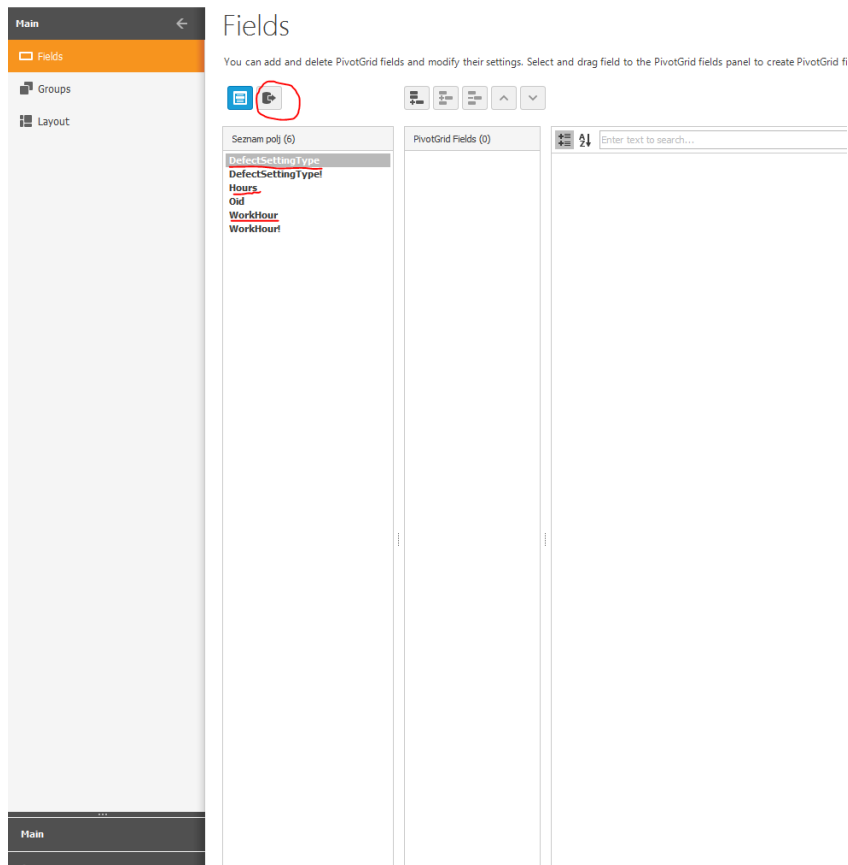 Main
Fields
Groups
Layout
Main
Fields
You can add and delete PivotGrid fields and modify their settings. Select and drag field to the PivotGrid fields panel to create PivotGrid fi
Seznam polj (6)
DefectSettingType
DefectSettingType!
Hours
Oid
WorkHour
WorkHour!
PivotGrid Fields (0)
Enter text to search...